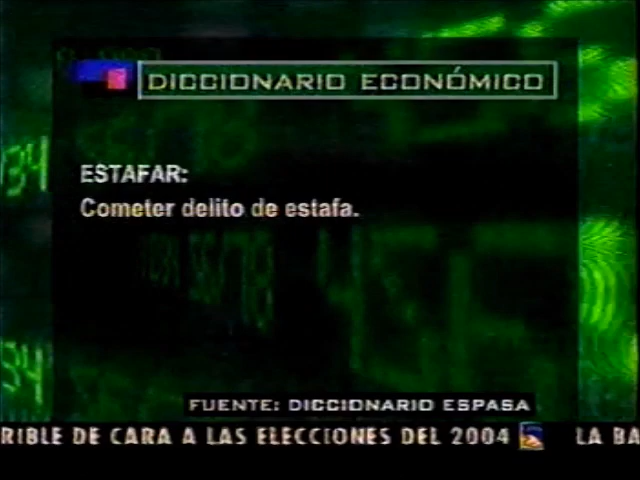 DICCIONARIO ECONÓMICO
ESTAFAR:
Cometer delito de estafa.
FUENTE: DICCIONARIO ESPASA
RIBLE DE CARA A LAS ELECCIONES DEL 2004 LA BA